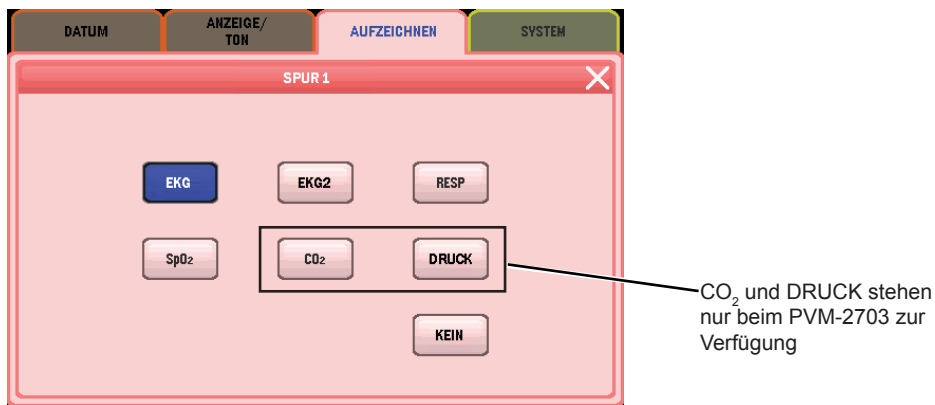 DATUM
ANZEIGE/
TON
AUFZEICHNEN
SYSTEM
SPUR 1
EKG
EKG2
RESP
SpO₂
CO₂
DRUCK
KEIN
CO₂ und DRUCK stehen
nur beim PVM-2703 zur
Verfügung